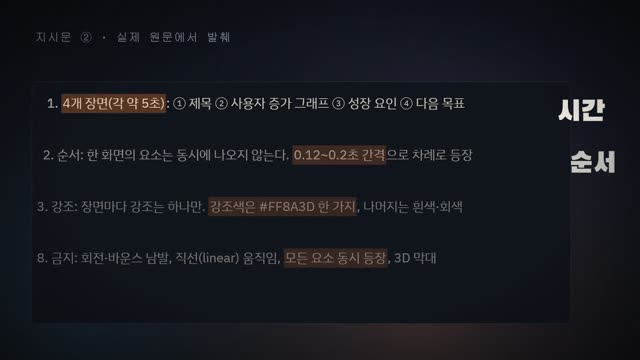 지시문 ② · 실제 원문에서 발췌
1. 4개 장면(각 약 5초): ① 제목 ② 사용자 증가 그래프 ③ 성장 요인 ④ 다음 목표
시간
2. 순서: 한 화면의 요소는 동시에 나오지 않는다. 0.12~0.2초 간격으로 차례로 등장
순서
3. 강조: 장면마다 강조는 하나만. 강조색은 #FF8A3D 한 가지, 나머지는 흰색·회색
8. 금지: 회전·바운스 남발, 직선(linear) 움직임, 모든 요소 동시 등장, 3D 막대